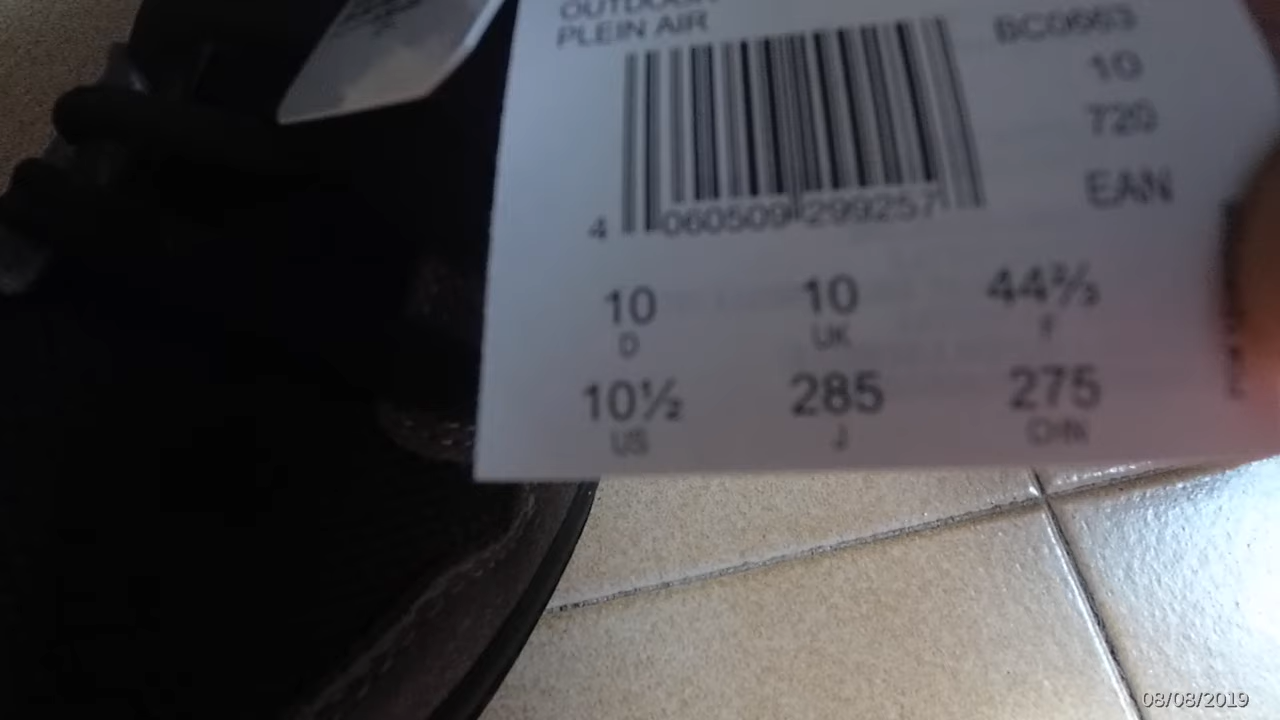 OUTDOOR
PLEIN AIR
BC0663
10
720
EAN
4 060509 299257
10 10 44⅔
D UK F
10½ 285 275
US J CHN
08/08/2019